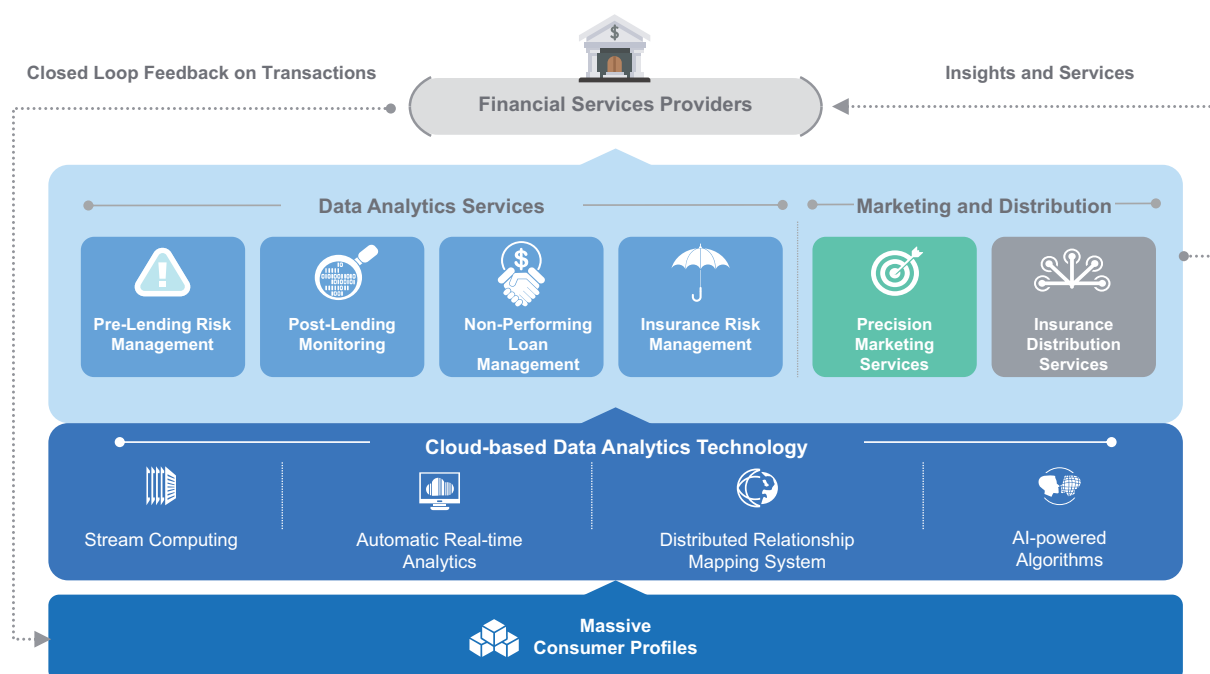 Closed Loop Feedback on Transactions
Insights and Services
$
Financial Services Providers
Data Analytics Services
Marketing and Distribution
!
Pre-Lending Risk
Management
Post-Lending
Monitoring
$
Non-Performing
Loan
Management
Insurance Risk
Management
Precision
Marketing
Services
Insurance
Distribution
Services
Cloud-based Data Analytics Technology
Stream Computing
Automatic Real-time
Analytics
Distributed Relationship
Mapping System
AI-powered
Algorithms
Massive
Consumer Profiles